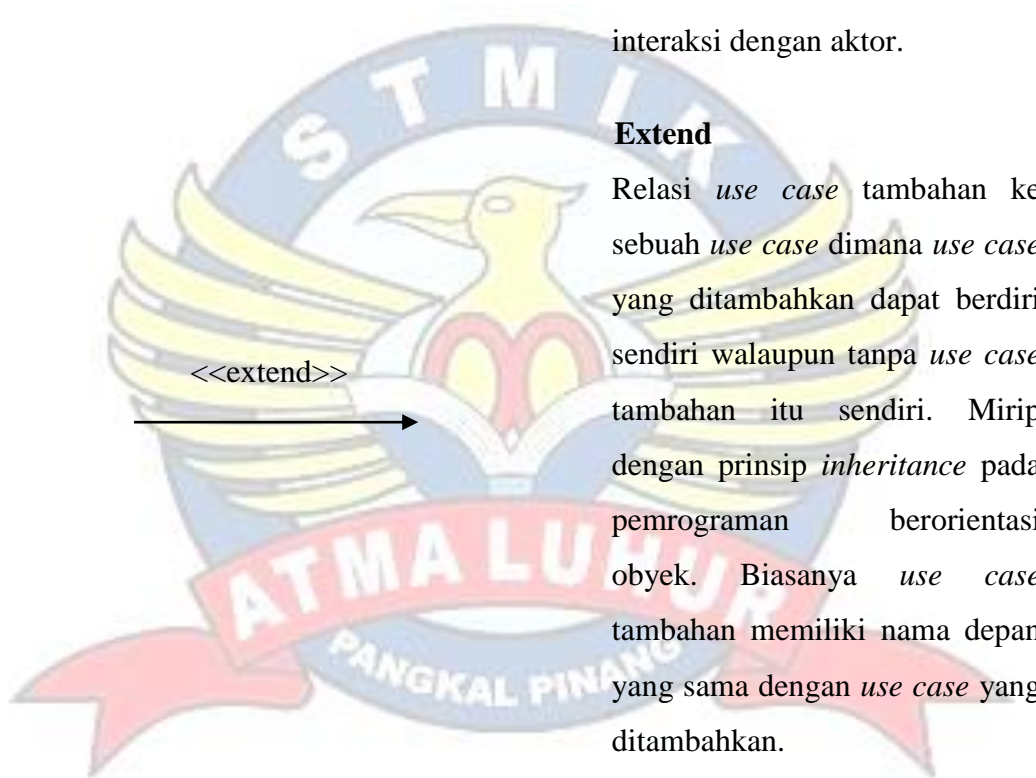 interaksi dengan aktor.
Extend
Relasi use case tambahan ke
sebuah use case dimana use case
yang ditambahkan dapat berdiri
sendiri walaupun tanpa use case
tambahan itu sendiri. Mirip
dengan prinsip inheritance pada
pemrograman berorientasi
obyek. Biasanya use case
tambahan memiliki nama depan
yang sama dengan use case yang
ditambahkan.
<<extend>>
STMIK
ATMA LUHUR
PANGKAL PINANG